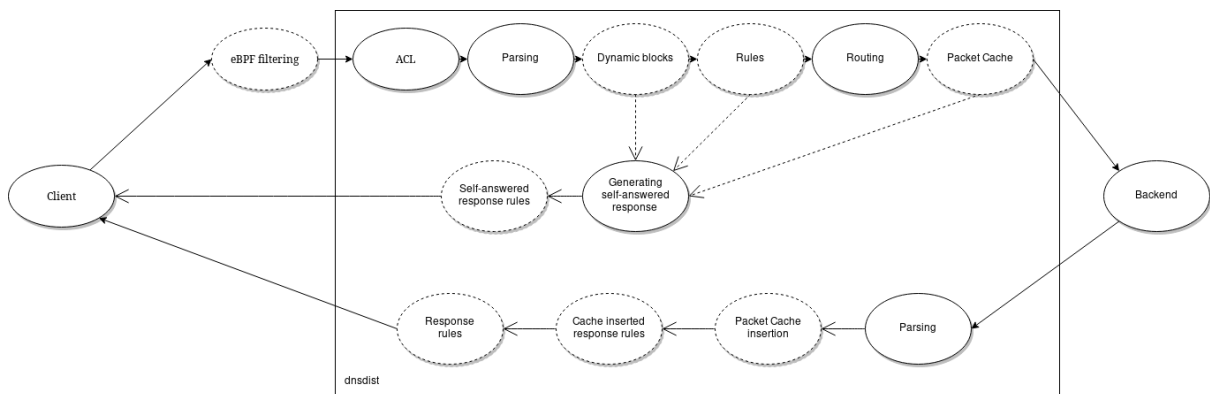 eBPF filtering
ACL
Parsing
Dynamic blocks
Rules
Routing
Packet Cache
Client
Self-answered
response rules
Generating
self-answered
response
Backend
Response
rules
Cache inserted
response rules
Packet Cache
insertion
Parsing
dnsdist